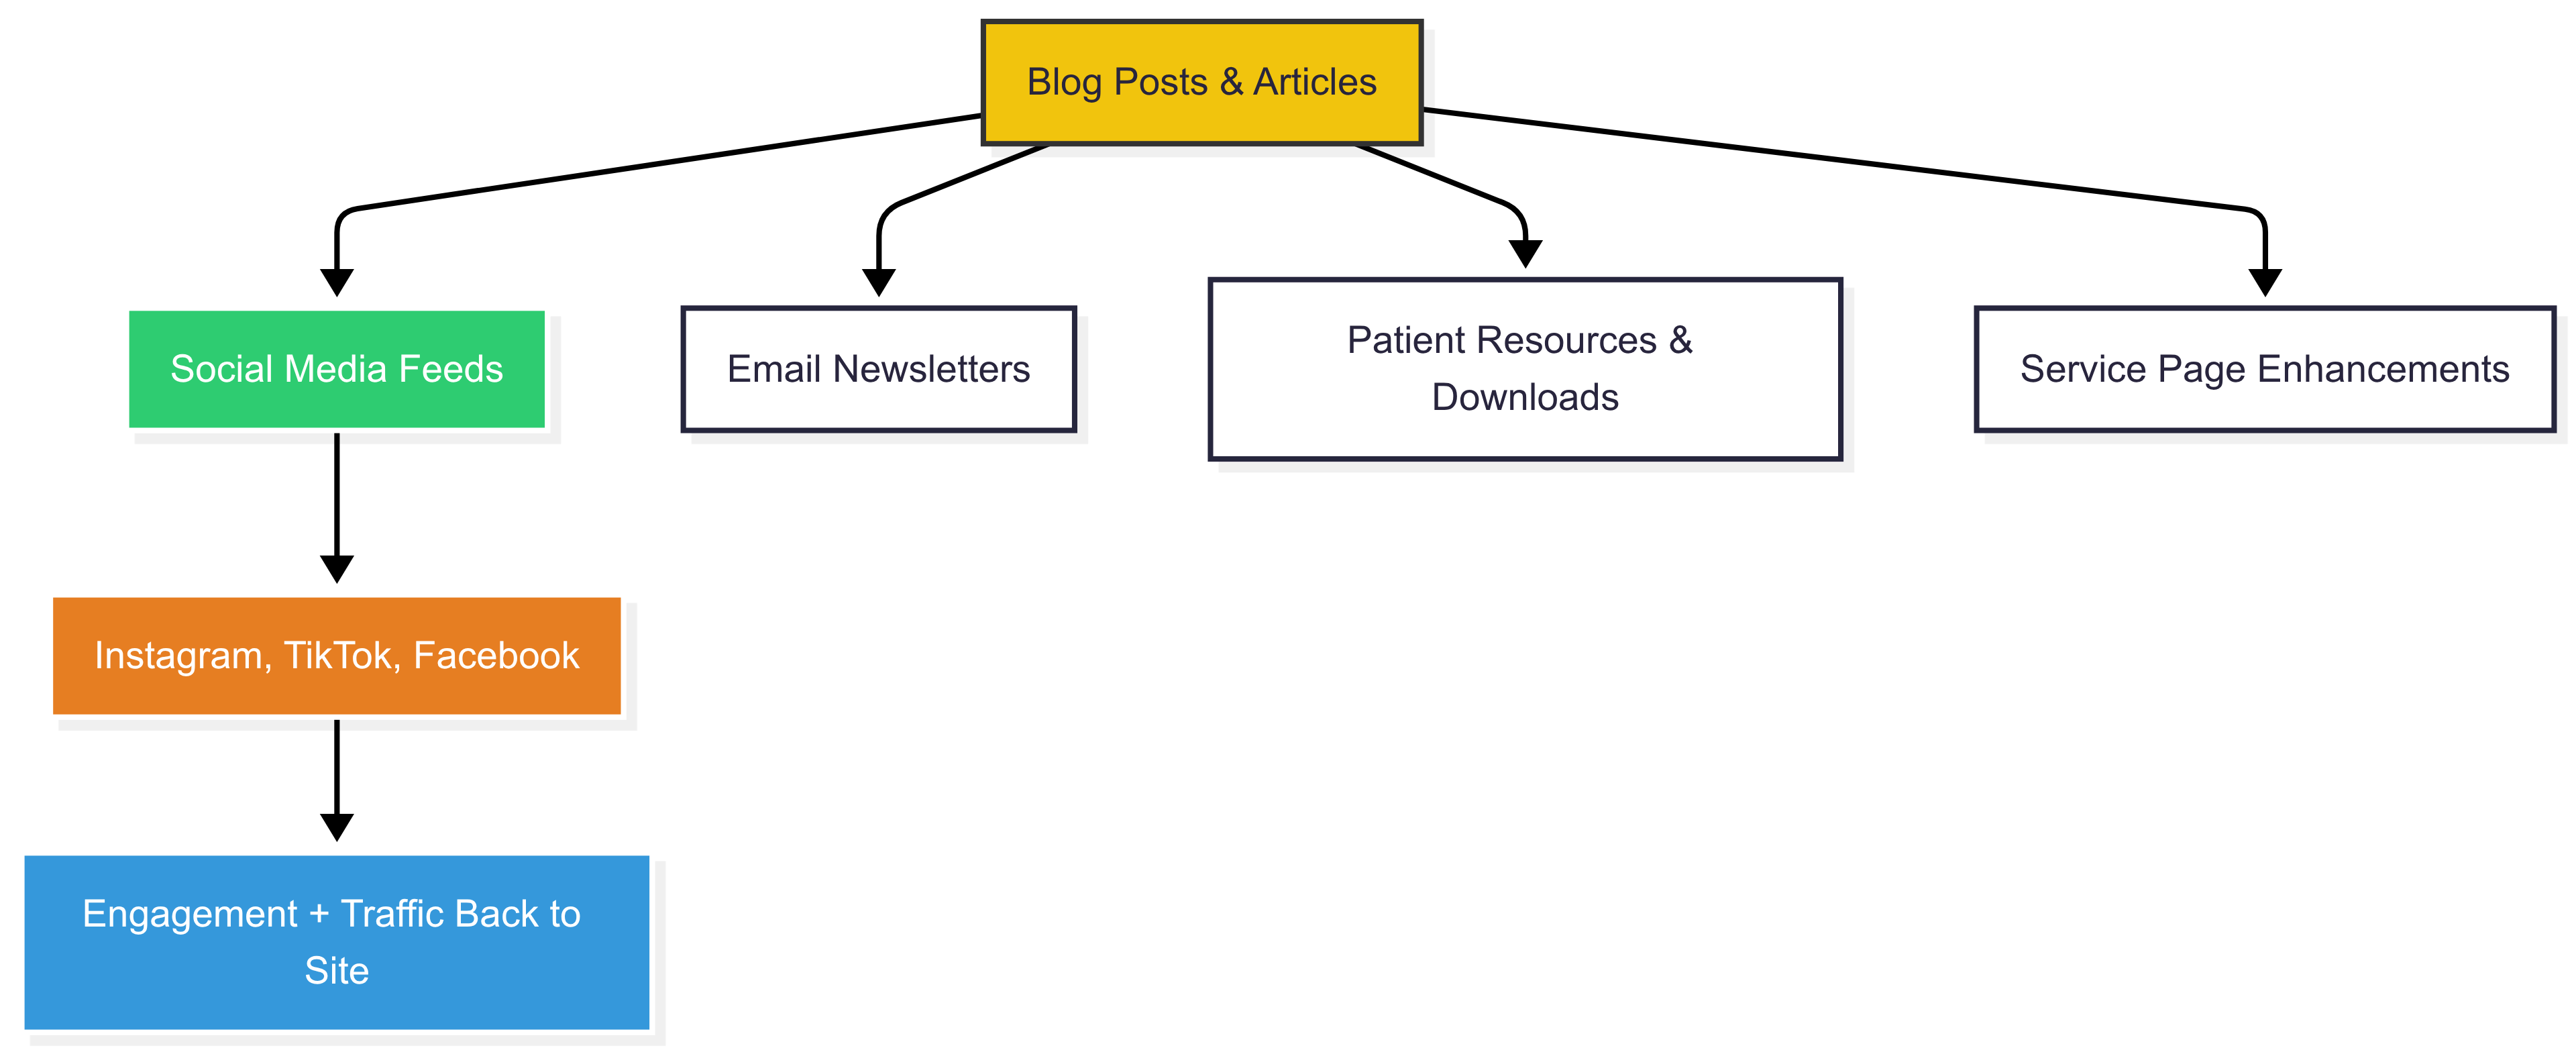 Blog Posts & Articles
Social Media Feeds
Email Newsletters
Patient Resources &
Downloads
Service Page Enhancements
Instagram, TikTok, Facebook
Engagement + Traffic Back to
Site